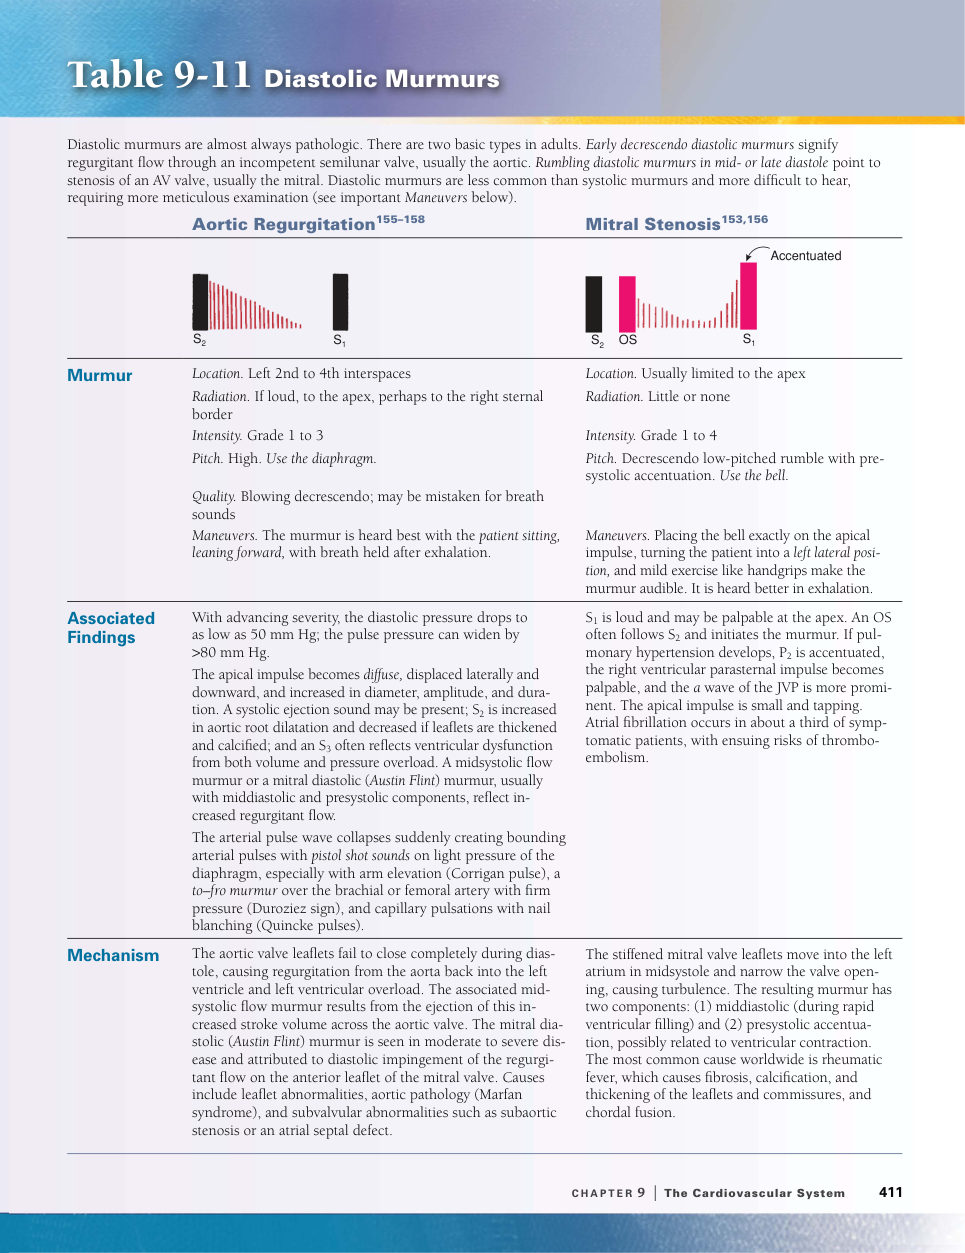 Table 9-11 Diastolic Murmurs
Diastolic murmurs are almost always pathologic. There are two basic types in adults. Early decrescendo diastolic murmurs signify
regurgitant flow through an incompetent semilunar valve, usually the aortic. Rumbling diastolic murmurs in mid- or late diastole point to
stenosis of an AV valve, usually the mitral. Diastolic murmurs are less common than systolic murmurs and more difficult to hear,
requiring more meticulous examination (see important Maneuvers below).
Aortic Regurgitation155–158
S2
S1
Mitral Stenosis153,156
Accentuated
S2
OS
S1
Murmur
Location. Left 2nd to 4th interspaces
Radiation. If loud, to the apex, perhaps to the right sternal
border
Intensity. Grade 1 to 3
Pitch. High. Use the diaphragm.
Quality. Blowing decrescendo; may be mistaken for breath
sounds
Maneuvers. The murmur is heard best with the patient sitting,
leaning forward, with breath held after exhalation.
Location. Usually limited to the apex
Radiation. Little or none
Intensity. Grade 1 to 4
Pitch. Decrescendo low-pitched rumble with pre-
systolic accentuation. Use the bell.
Maneuvers. Placing the bell exactly on the apical
impulse, turning the patient into a left lateral posi-
tion, and mild exercise like handgrips make the
murmur audible. It is heard better in exhalation.
Associated
Findings
With advancing severity, the diastolic pressure drops to
as low as 50 mm Hg; the pulse pressure can widen by
>80 mm Hg.
The apical impulse becomes diffuse, displaced laterally and
downward, and increased in diameter, amplitude, and dura-
tion. A systolic ejection sound may be present; S2 is increased
in aortic root dilatation and decreased if leaflets are thickened
and calcified; and an S3 often reflects ventricular dysfunction
from both volume and pressure overload. A midsystolic flow
murmur or a mitral diastolic (Austin Flint) murmur, usually
with middiastolic and presystolic components, reflect in-
creased regurgitant flow.
The arterial pulse wave collapses suddenly creating bounding
arterial pulses with pistol shot sounds on light pressure of the
diaphragm, especially with arm elevation (Corrigan pulse), a
to–fro murmur over the brachial or femoral artery with firm
pressure (Duroziez sign), and capillary pulsations with nail
blanching (Quincke pulses).
S1 is loud and may be palpable at the apex. An OS
often follows S2 and initiates the murmur. If pul-
monary hypertension develops, P2 is accentuated,
the right ventricular parasternal impulse becomes
palpable, and the a wave of the JVP is more promi-
nent. The apical impulse is small and tapping.
Atrial fibrillation occurs in about a third of symp-
tomatic patients, with ensuing risks of thrombo-
embolism.
Mechanism
The aortic valve leaflets fail to close completely during dias-
tole, causing regurgitation from the aorta back into the left
ventricle and left ventricular overload. The associated mid-
systolic flow murmur results from the ejection of this in-
creased stroke volume across the aortic valve. The mitral dia-
stolic (Austin Flint) murmur is seen in moderate to severe dis-
ease and attributed to diastolic impingement of the regurgi-
tant flow on the anterior leaflet of the mitral valve. Causes
include leaflet abnormalities, aortic pathology (Marfan
syndrome), and subvalvular abnormalities such as subaortic
stenosis or an atrial septal defect.
The stiffened mitral valve leaflets move into the left
atrium in midsystole and narrow the valve open-
ing, causing turbulence. The resulting murmur has
two components: (1) middiastolic (during rapid
ventricular filling) and (2) presystolic accentua-
tion, possibly related to ventricular contraction.
The most common cause worldwide is rheumatic
fever, which causes fibrosis, calcification, and
thickening of the leaflets and commissures, and
chordal fusion.
CHAPTER 9 | The Cardiovascular System 411